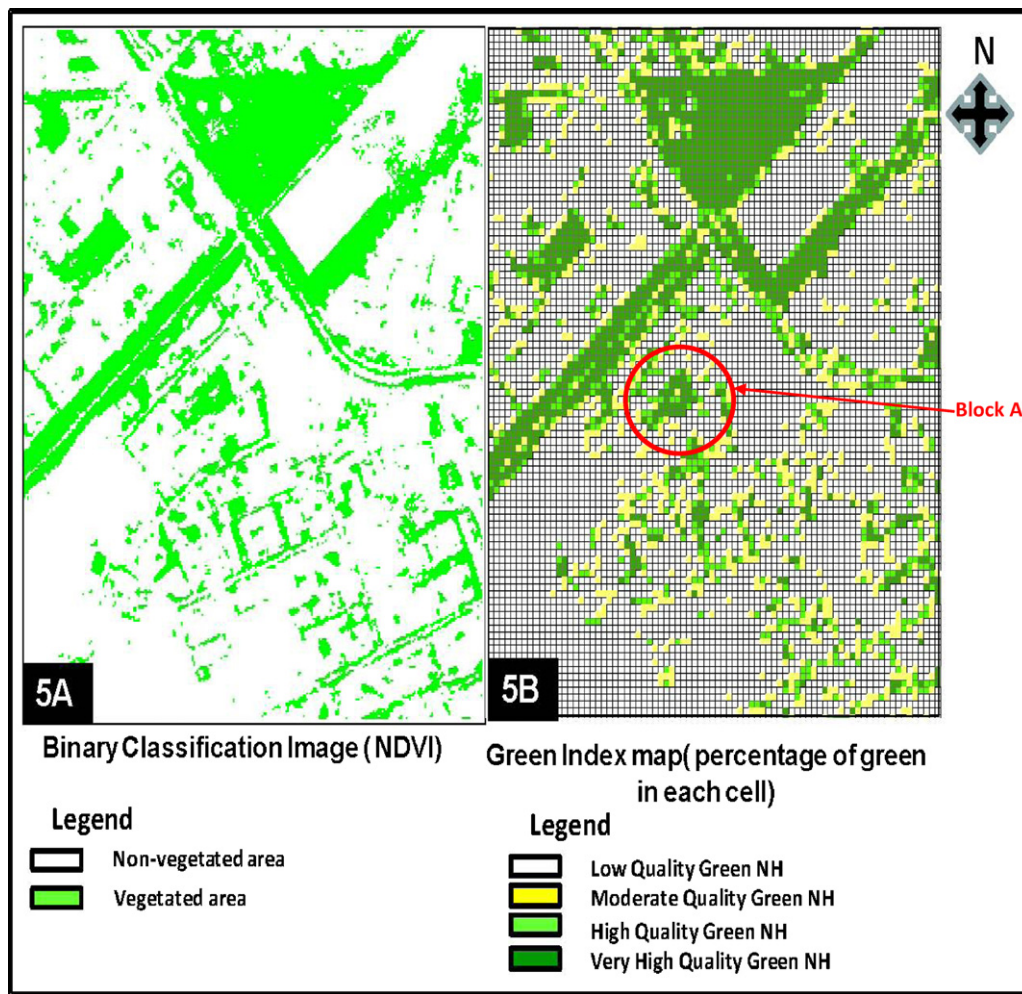 N
Block A
5A
5B
Binary Classification Image ( NDVI)
Green Index map( percentage of green
in each cell)
Legend
Non-vegetated area
Vegetated area
Legend
Low Quality Green NH
Moderate Quality Green NH
High Quality Green NH
Very High Quality Green NH